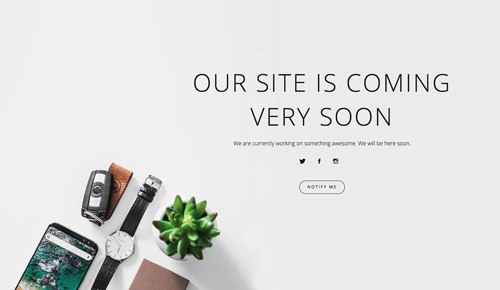 OUR SITE IS COMING
VERY SOON
We are currently working on something awesome. We will be here soon.
NOTIFY ME